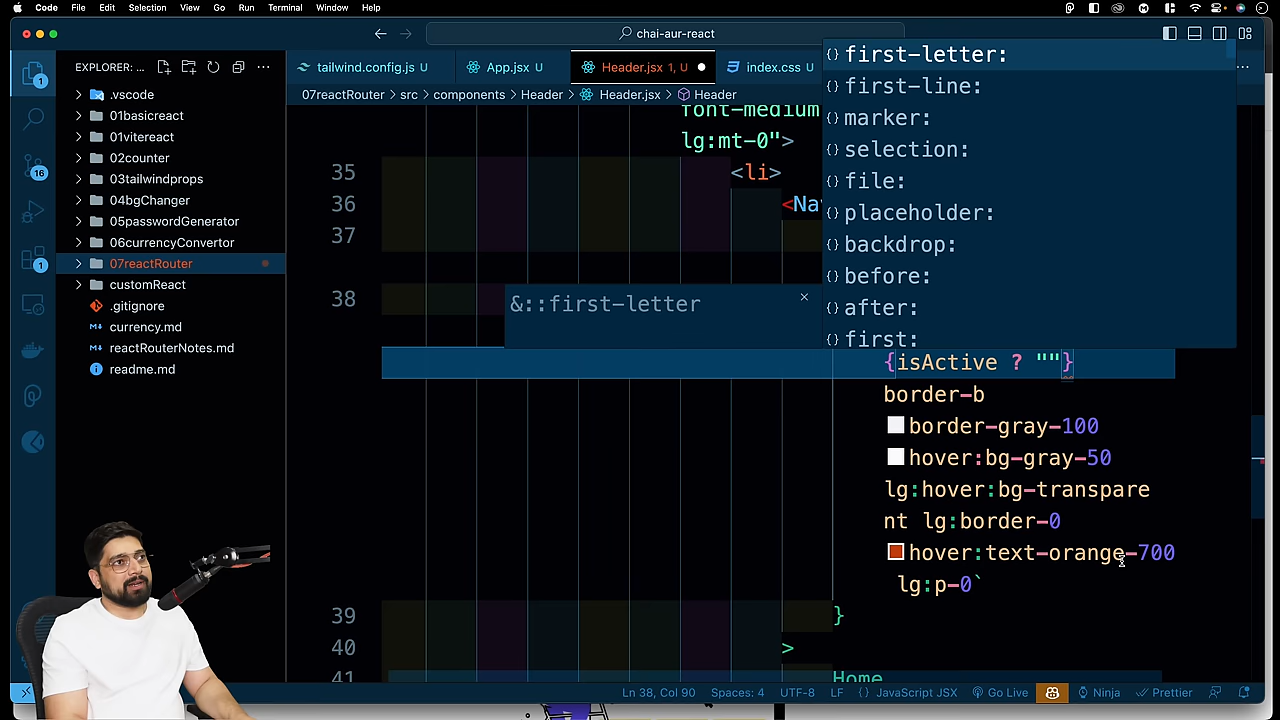 Code File Edit Selection View Go Run Terminal Window Help
chai-aur-react
EXPLORER: ...
tailwind.config.js U
App.jsx U
Header.jsx 1, U
index.css U
07reactRouter > src > components > Header > Header.jsx > Header
.vscode
01basicreact
01vitereact
02counter
03tailwindprops
04bgChanger
05passwordGenerator
06currencyConvertor
07reactRouter
customReact
.gitignore
currency.md
reactRouterNotes.md
readme.md
1
16
1
font-medium
lg:mt-0">
35 <li>
36 <Na
37
38
&::first-letter
first-letter:
first-line:
marker:
selection:
file:
placeholder:
backdrop:
before:
after:
first:
{isActive ? ""}
border-b
border-gray-100
hover:bg-gray-50
lg:hover:bg-transpare
nt lg:border-0
hover:text-orange-700
lg:p-0`
39 }
40 >
41 Home
Ln 38, Col 90 Spaces: 4 UTF-8 LF {} JavaScript JSX Go Live Ninja Prettier